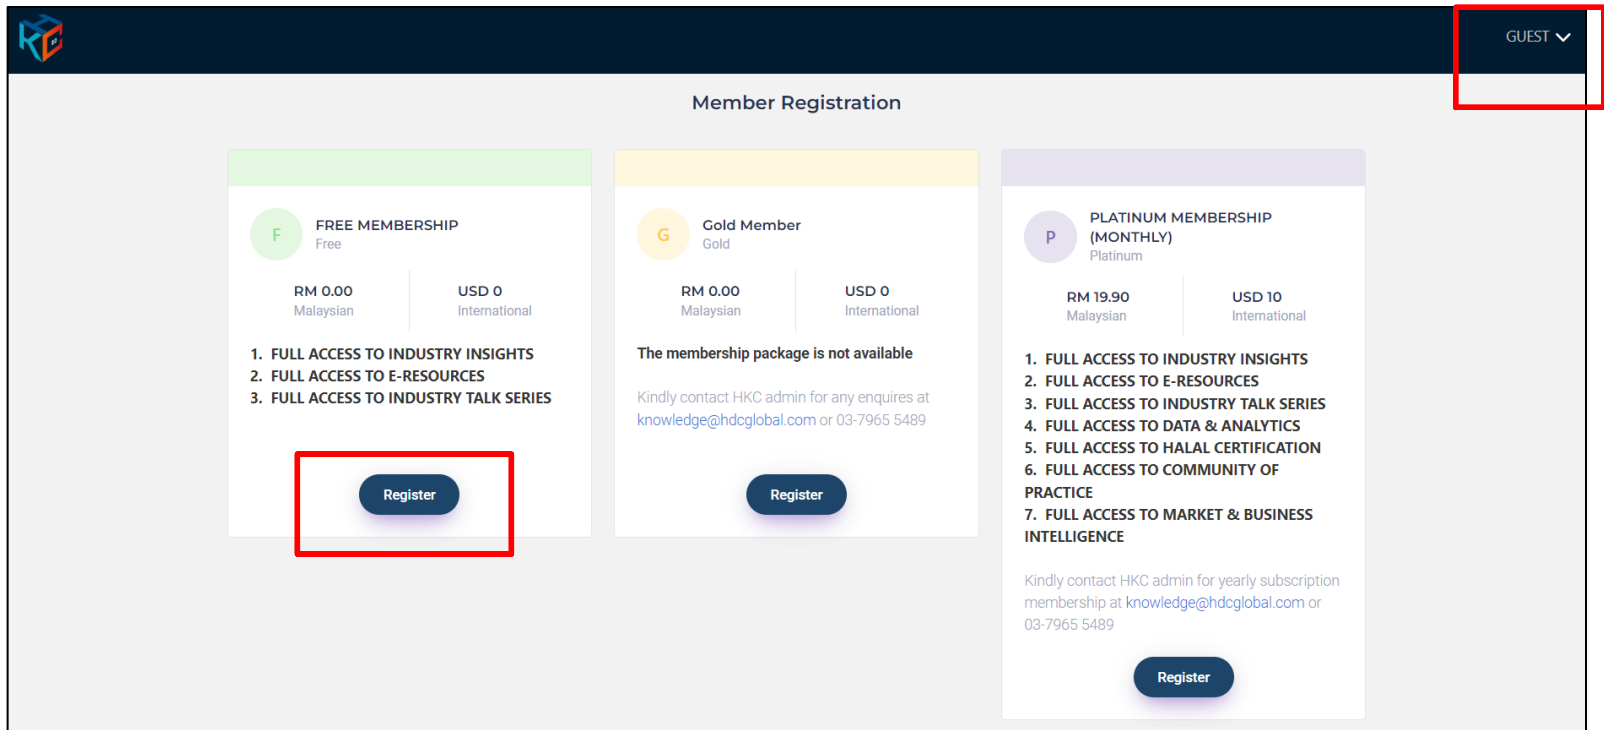 GUEST
Member Registration
F
FREE MEMBERSHIP
Free
RM 0.00
Malaysian
USD 0
International
1. FULL ACCESS TO INDUSTRY INSIGHTS
2. FULL ACCESS TO E-RESOURCES
3. FULL ACCESS TO INDUSTRY TALK SERIES
Register
G
Gold Member
Gold
RM 0.00
Malaysian
USD 0
International
The membership package is not available
Kindly contact HKC admin for any enquires at
knowledge@hdcglobal.com or 03-7965 5489
Register
P
PLATINUM MEMBERSHIP
(MONTHLY)
Platinum
RM 19.90
Malaysian
USD 10
International
1. FULL ACCESS TO INDUSTRY INSIGHTS
2. FULL ACCESS TO E-RESOURCES
3. FULL ACCESS TO INDUSTRY TALK SERIES
4. FULL ACCESS TO DATA & ANALYTICS
5. FULL ACCESS TO HALAL CERTIFICATION
6. FULL ACCESS TO COMMUNITY OF
PRACTICE
7. FULL ACCESS TO MARKET & BUSINESS
INTELLIGENCE
Kindly contact HKC admin for yearly subscription
membership at knowledge@hdcglobal.com or
03-7965 5489
Register